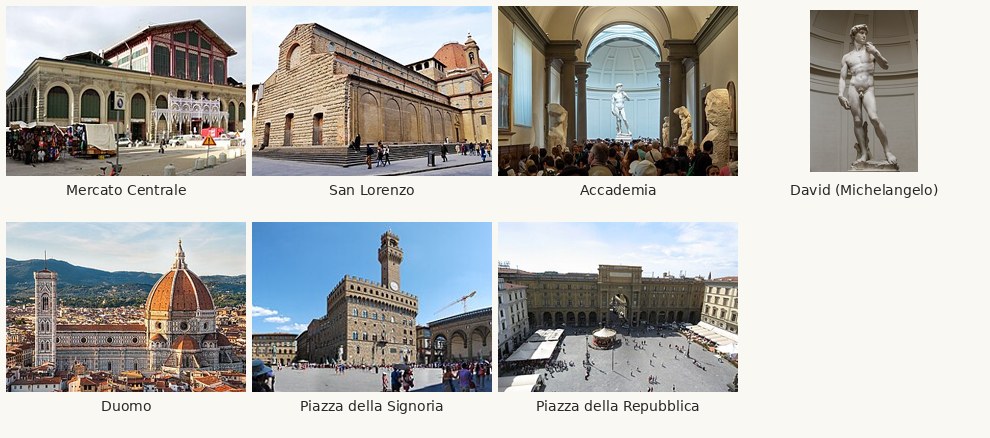 Mercato Centrale
San Lorenzo
Accademia
David (Michelangelo)
Duomo
Piazza della Signoria
Piazza della Repubblica